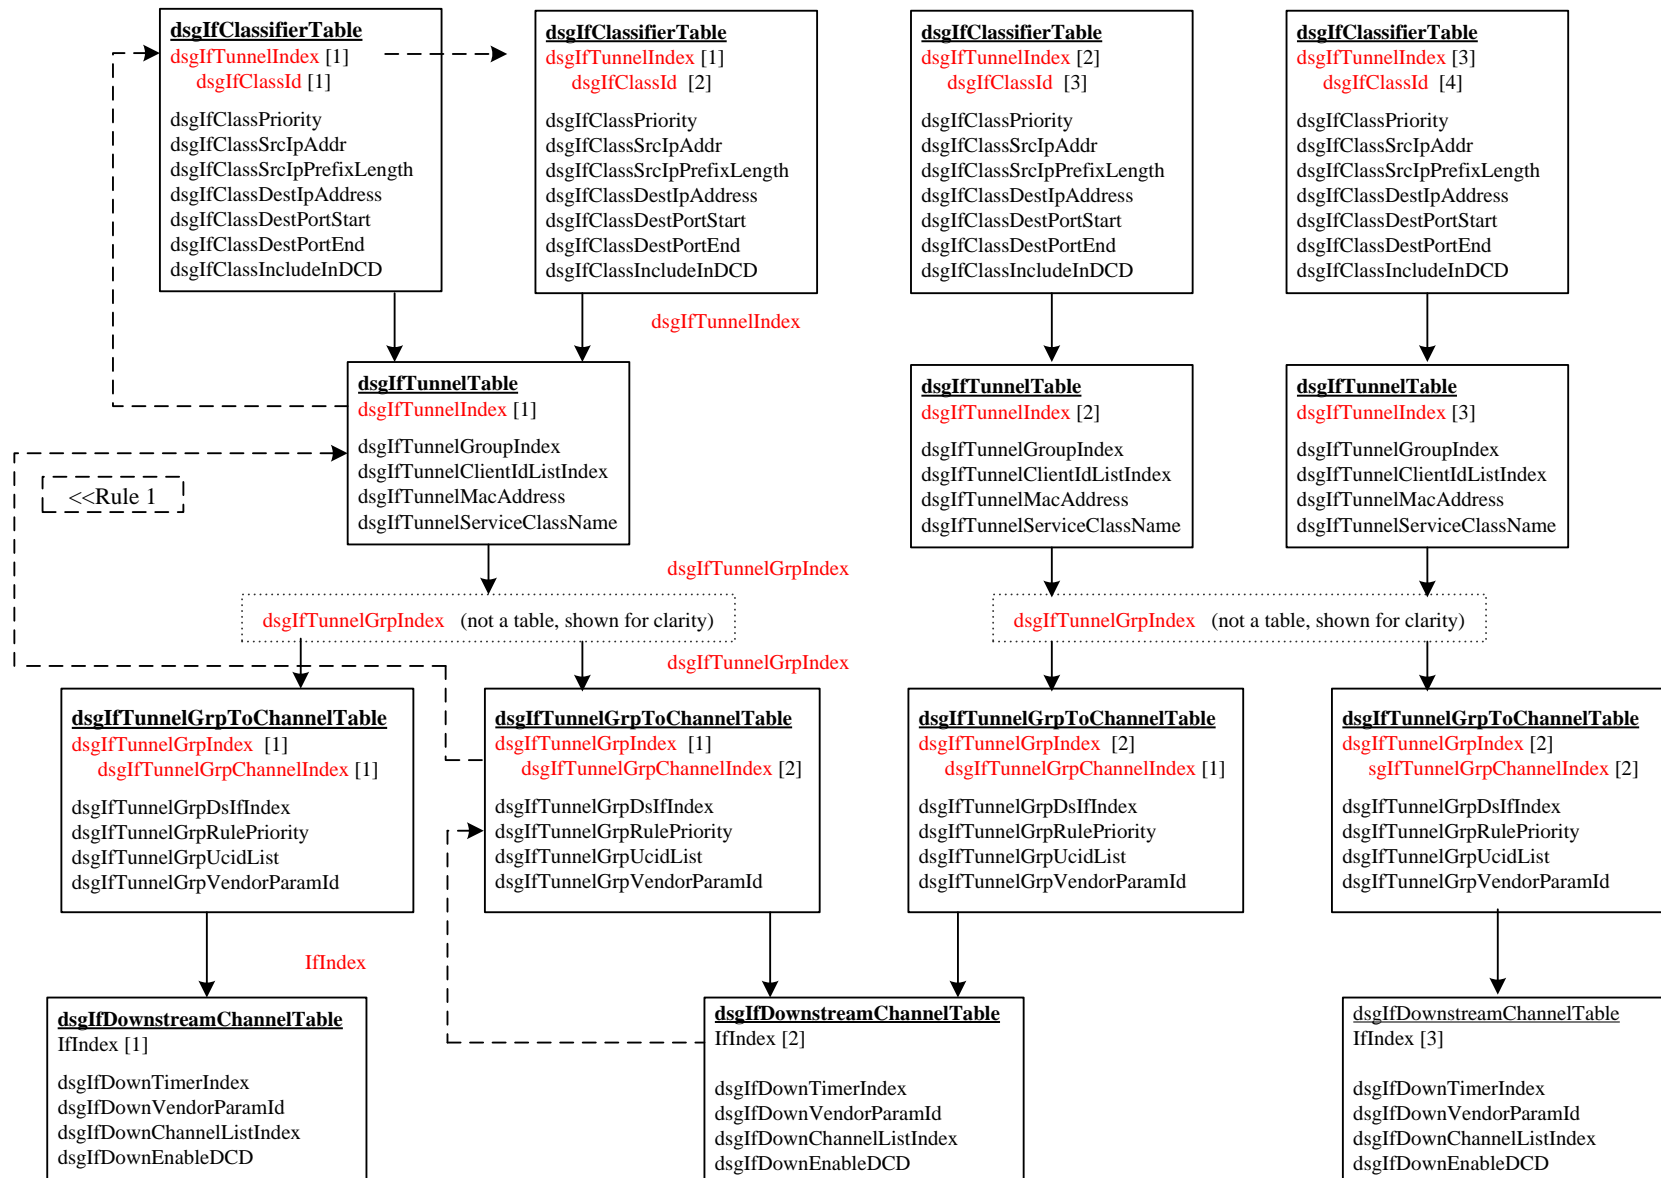 dsgIfClassifierTable
dsgIfTunnelIndex [1]
dsgIfClassId [1]
dsgIfClassPriority
dsgIfClassSrcIpAddr
dsgIfClassSrcIpPrefixLength
dsgIfClassDestIpAddress
dsgIfClassDestPortStart
dsgIfClassDestPortEnd
dsgIfClassIncludeInDCD
dsgIfClassifierTable
dsgIfTunnelIndex [1]
dsgIfClassId [2]
dsgIfClassPriority
dsgIfClassSrcIpAddr
dsgIfClassSrcIpPrefixLength
dsgIfClassDestIpAddress
dsgIfClassDestPortStart
dsgIfClassDestPortEnd
dsgIfClassIncludeInDCD
dsgIfClassifierTable
dsgIfTunnelIndex [2]
dsgIfClassId [3]
dsgIfClassPriority
dsgIfClassSrcIpAddr
dsgIfClassSrcIpPrefixLength
dsgIfClassDestIpAddress
dsgIfClassDestPortStart
dsgIfClassDestPortEnd
dsgIfClassIncludeInDCD
dsgIfClassifierTable
dsgIfTunnelIndex [3]
dsgIfClassId [4]
dsgIfClassPriority
dsgIfClassSrcIpAddr
dsgIfClassSrcIpPrefixLength
dsgIfClassDestIpAddress
dsgIfClassDestPortStart
dsgIfClassDestPortEnd
dsgIfClassIncludeInDCD
dsgIfTunnelIndex
dsgIfTunnelTable
dsgIfTunnelIndex [1]
dsgIfTunnelGroupIndex
dsgIfTunnelClientIdListIndex
dsgIfTunnelMacAddress
dsgIfTunnelServiceClassName
dsgIfTunnelTable
dsgIfTunnelIndex [2]
dsgIfTunnelGroupIndex
dsgIfTunnelClientIdListIndex
dsgIfTunnelMacAddress
dsgIfTunnelServiceClassName
dsgIfTunnelTable
dsgIfTunnelIndex [3]
dsgIfTunnelGroupIndex
dsgIfTunnelClientIdListIndex
dsgIfTunnelMacAddress
dsgIfTunnelServiceClassName
<<Rule 1
dsgIfTunnelGrpIndex
dsgIfTunnelGrpIndex (not a table, shown for clarity)
dsgIfTunnelGrpIndex (not a table, shown for clarity)
dsgIfTunnelGrpIndex
dsgIfTunnelGrpToChannelTable
dsgIfTunnelGrpIndex [1]
dsgIfTunnelGrpChannelIndex [1]
dsgIfTunnelGrpDsIfIndex
dsgIfTunnelGrpRulePriority
dsgIfTunnelGrpUcidList
dsgIfTunnelGrpVendorParamId
dsgIfTunnelGrpToChannelTable
dsgIfTunnelGrpIndex [1]
dsgIfTunnelGrpChannelIndex [2]
dsgIfTunnelGrpDsIfIndex
dsgIfTunnelGrpRulePriority
dsgIfTunnelGrpUcidList
dsgIfTunnelGrpVendorParamId
dsgIfTunnelGrpToChannelTable
dsgIfTunnelGrpIndex [2]
dsgIfTunnelGrpChannelIndex [1]
dsgIfTunnelGrpDsIfIndex
dsgIfTunnelGrpRulePriority
dsgIfTunnelGrpUcidList
dsgIfTunnelGrpVendorParamId
dsgIfTunnelGrpToChannelTable
dsgIfTunnelGrpIndex [2]
sgIfTunnelGrpChannelIndex [2]
dsgIfTunnelGrpDsIfIndex
dsgIfTunnelGrpRulePriority
dsgIfTunnelGrpUcidList
dsgIfTunnelGrpVendorParamId
IfIndex
dsgIfDownstreamChannelTable
IfIndex [1]
dsgIfDownTimerIndex
dsgIfDownVendorParamId
dsgIfDownChannelListIndex
dsgIfDownEnableDCD
dsgIfDownstreamChannelTable
IfIndex [2]
dsgIfDownTimerIndex
dsgIfDownVendorParamId
dsgIfDownChannelListIndex
dsgIfDownEnableDCD
dsgIfDownstreamChannelTable
IfIndex [3]
dsgIfDownTimerIndex
dsgIfDownVendorParamId
dsgIfDownChannelListIndex
dsgIfDownEnableDCD